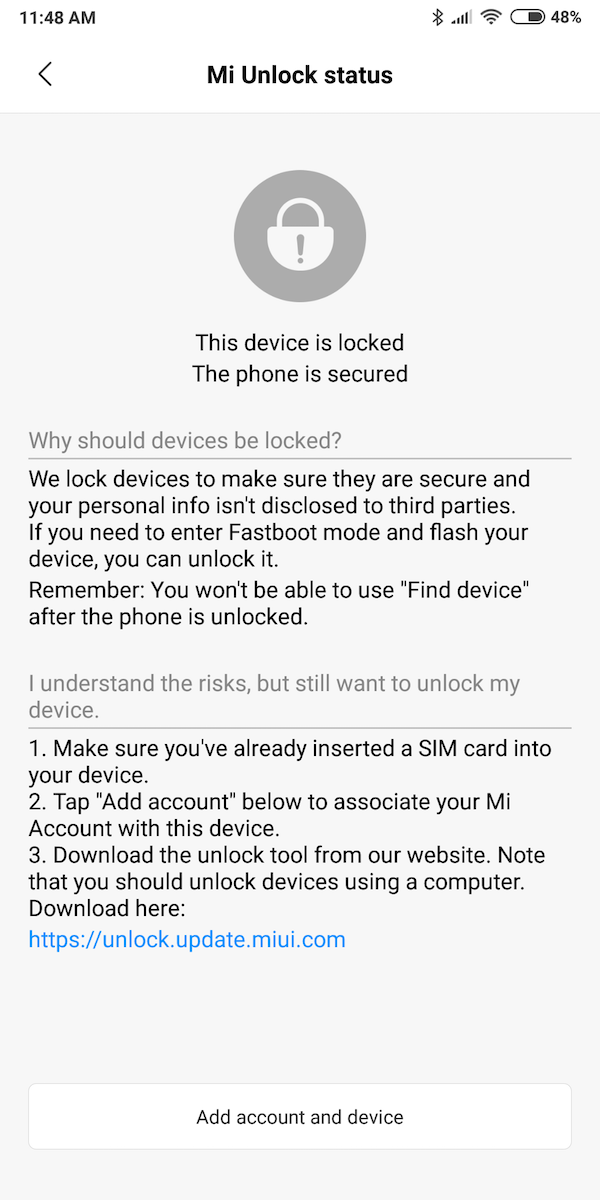 11:48 AM
48%
Mi Unlock status
This device is locked
The phone is secured
Why should devices be locked?
We lock devices to make sure they are secure and
your personal info isn't disclosed to third parties.
If you need to enter Fastboot mode and flash your
device, you can unlock it.
Remember: You won't be able to use "Find device"
after the phone is unlocked.
I understand the risks, but still want to unlock my
device.
1. Make sure you've already inserted a SIM card into
your device.
2. Tap "Add account" below to associate your Mi
Account with this device.
3. Download the unlock tool from our website. Note
that you should unlock devices using a computer.
Download here:
https://unlock.update.miui.com
Add account and device